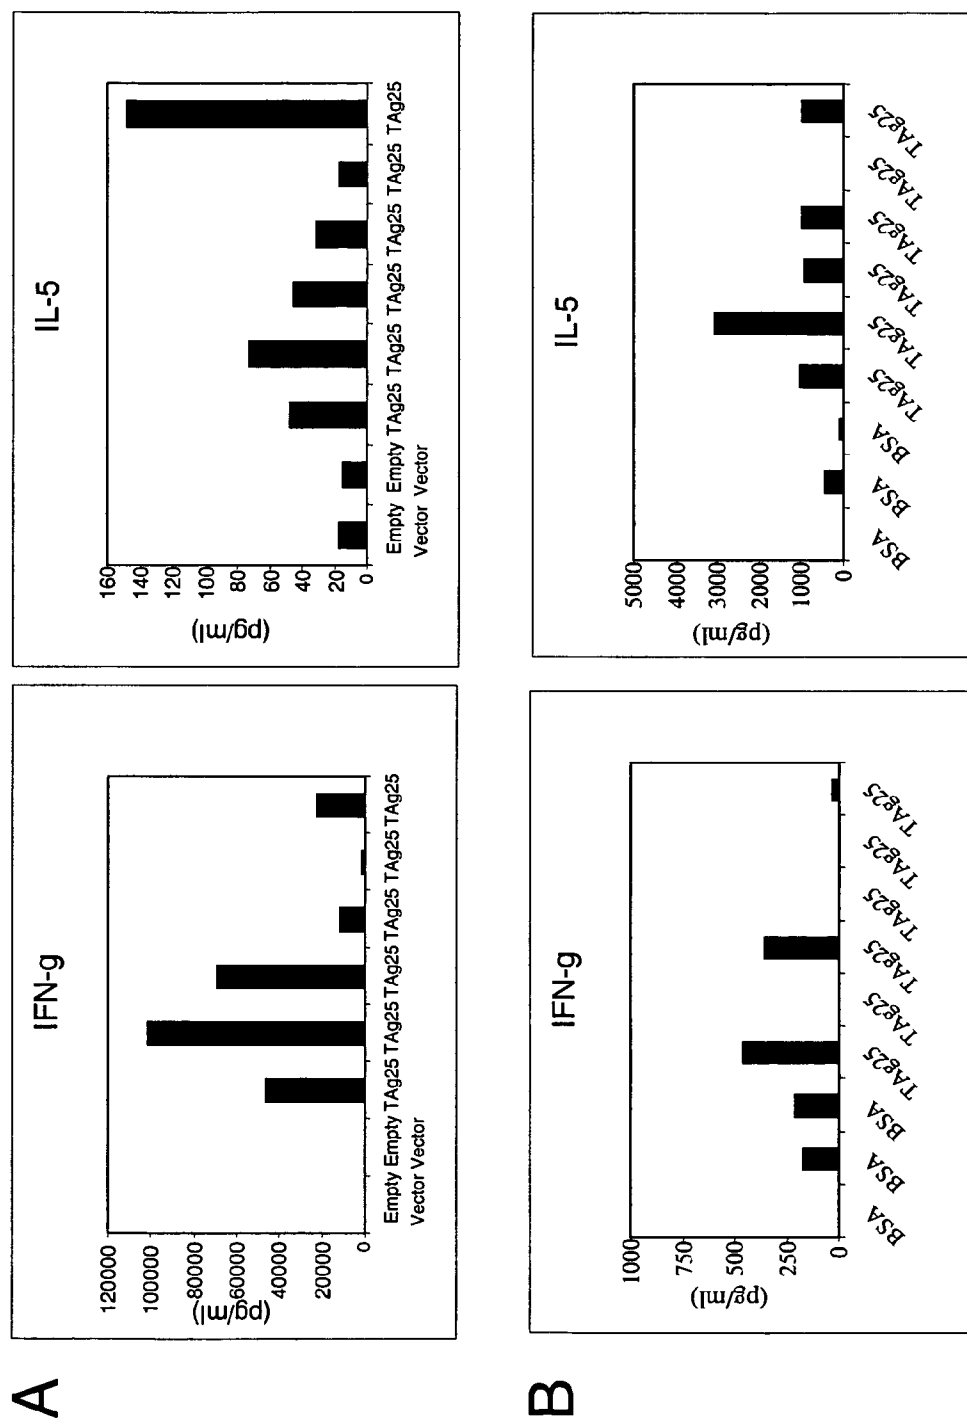 A
IFN-g
120000
100000
80000
60000
40000
20000
0
(pg/ml)
Empty Empty TAg25 TAg25 TAg25 TAg25 TAg25 TAg25
Vector Vector
IL-5
160
140
120
100
80
60
40
20
0
(pg/ml)
Empty Empty TAg25 TAg25 TAg25 TAg25 TAg25 TAg25
Vector Vector
B
IFN-g
1000
750
500
250
0
(pg/ml)
BSA
BSA
BSA
TAg25
TAg25
TAg25
TAg25
TAg25
TAg25
IL-5
5000
4000
3000
2000
1000
0
(pg/ml)
BSA
BSA
BSA
TAg25
TAg25
TAg25
TAg25
TAg25
TAg25